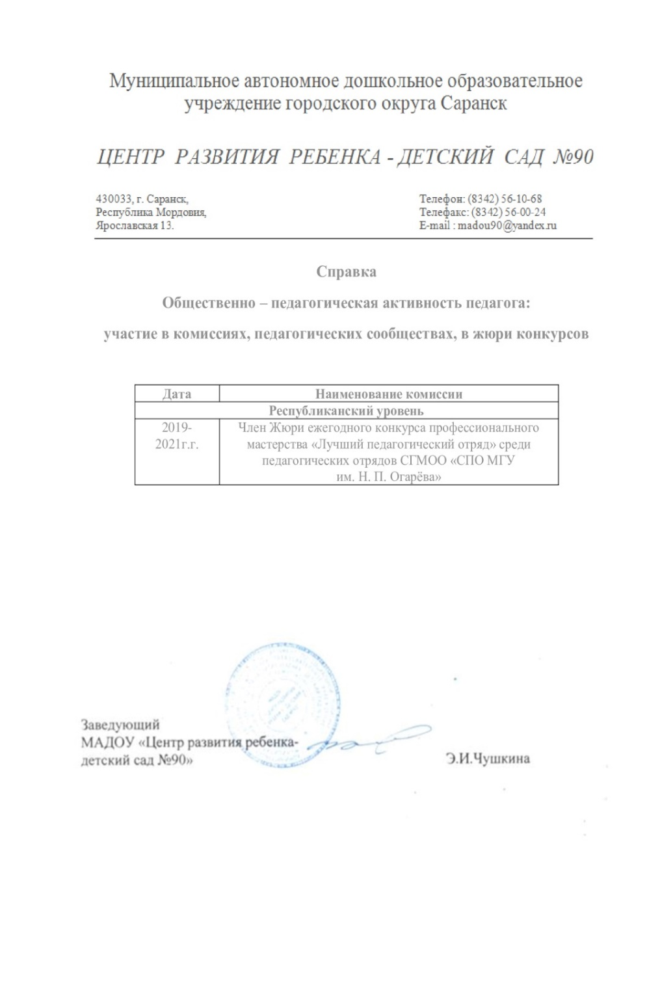 Муниципальное автономное дошкольное образовательное
учреждение городского округа Саранск
ЦЕНТР РАЗВИТИЯ РЕБЕНКА - ДЕТСКИЙ САД №90
430033, г. Саранск,
Республика Мордовия,
Ярославская 13.
Телефон: (8342) 56-10-68
Телефакс: (8342) 56-00-24
E-mail : madou90@yandex.ru
Справка
Общественно – педагогическая активность педагога:
участие в комиссиях, педагогических сообществах, в жюри конкурсов
Дата Наименование комиссии
Республиканский уровень
2019-
2021г.г.
Член Жюри ежегодного конкурса профессионального
мастерства «Лучший педагогический отряд» среди
педагогических отрядов СГМОО «СПО МГУ
им. Н. П. Огарёва»
Заведующий
МАДОУ «Центр развития ребенка-
детский сад №90»
Э.И.Чушкина